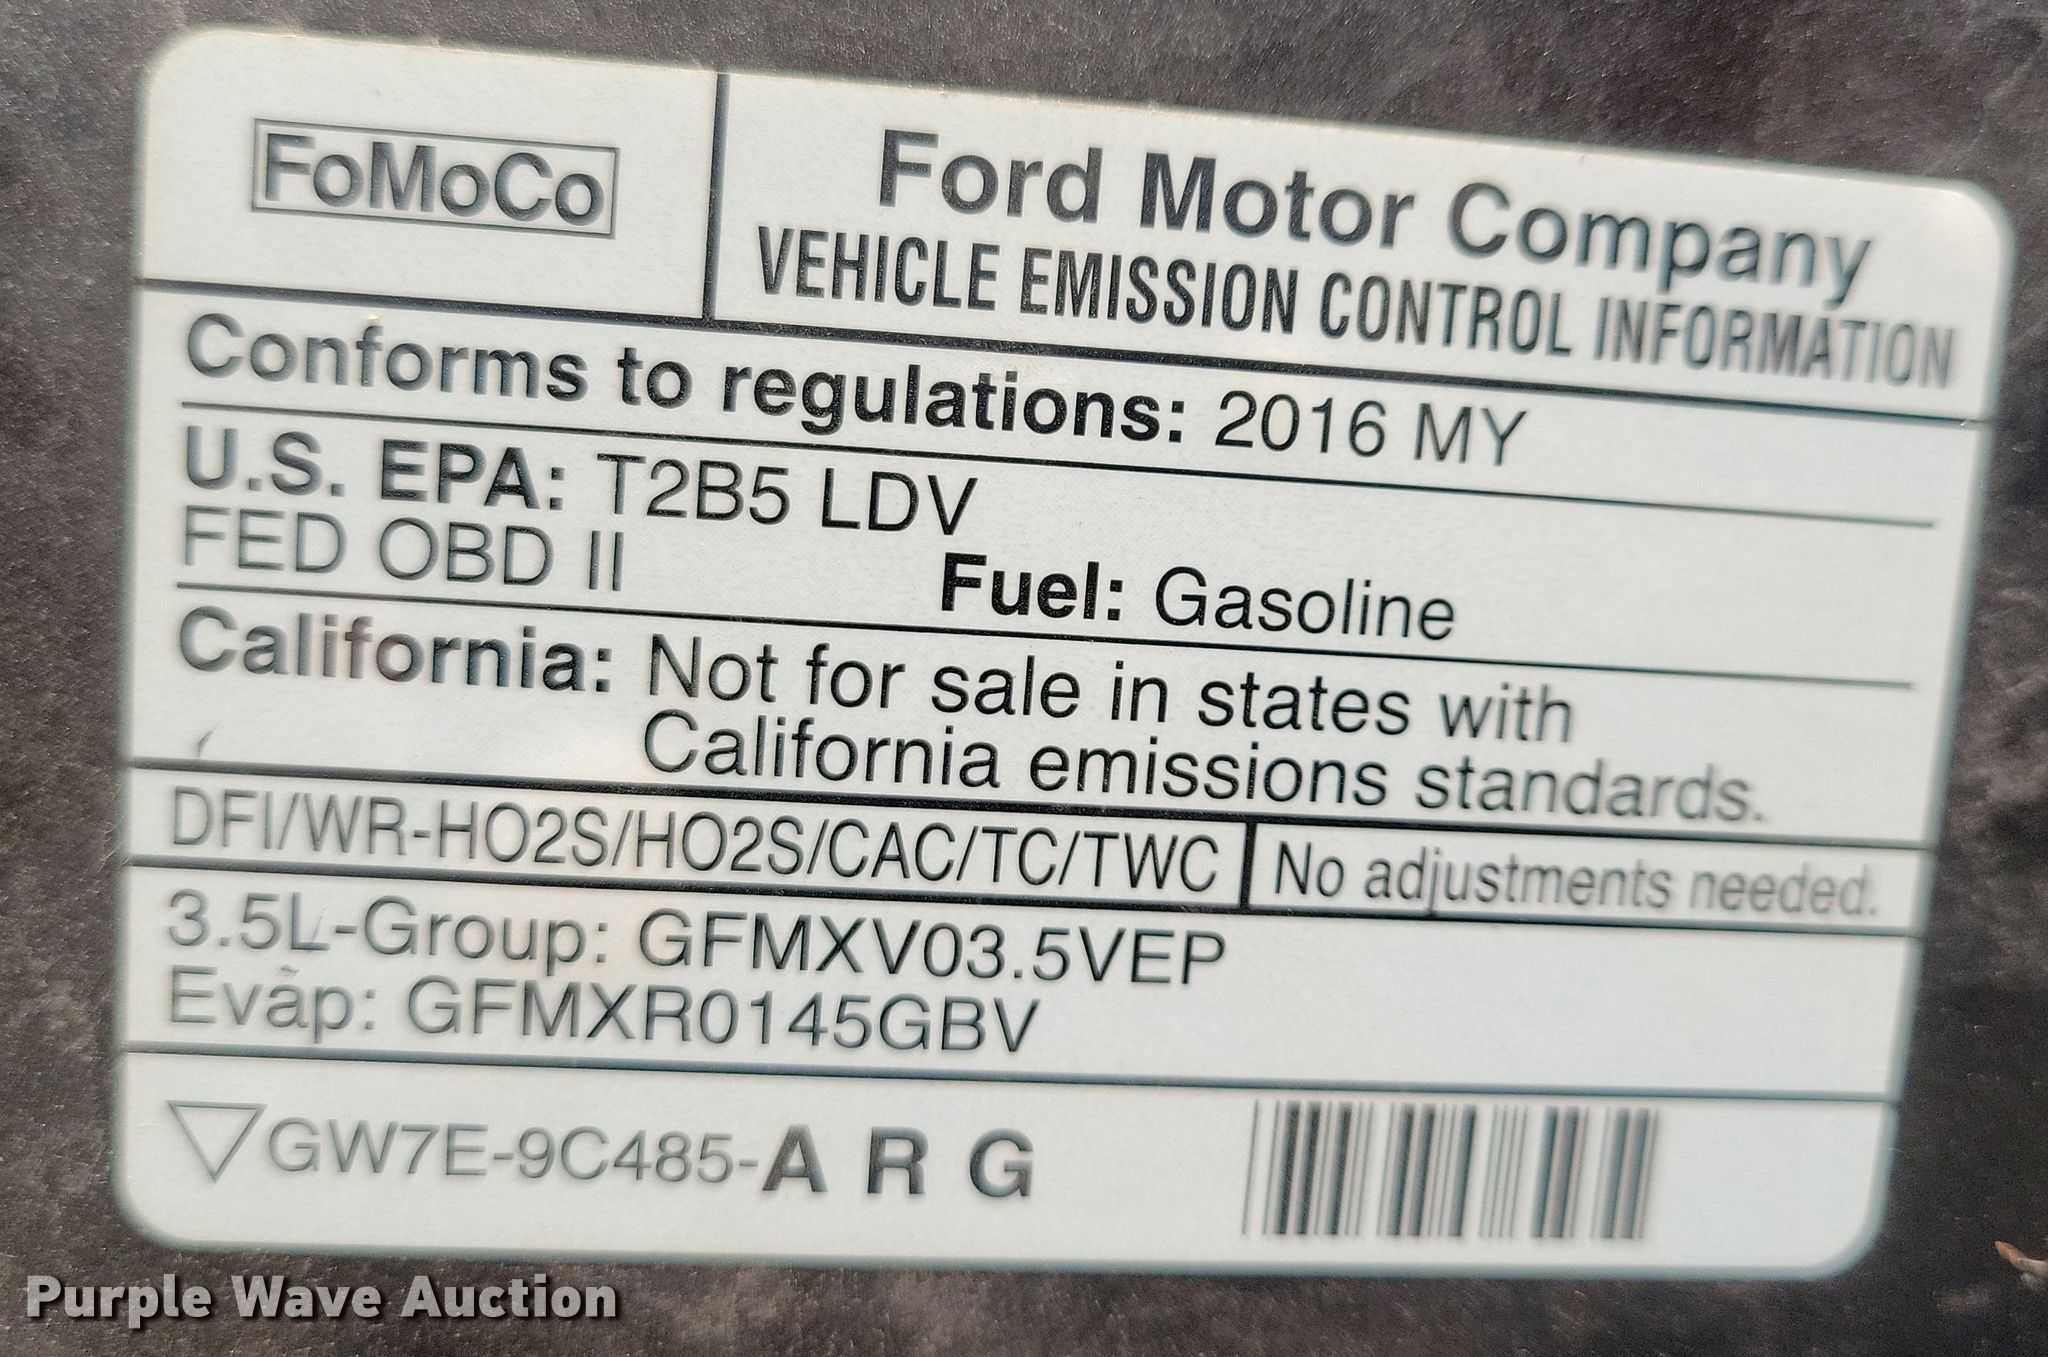 FoMoCo
Ford Motor Company
VEHICLE EMISSION CONTROL INFORMATION
Conforms to regulations: 2016 MY
U.S. EPA: T2B5 LDV
FED OBD II
Fuel: Gasoline
California: Not for sale in states with
California emissions standards.
DFI/WR-HO2S/HO2S/CAC/TC/TWC
No adjustments needed.
3.5L-Group: GFMXV03.5VEP
Evap: GFMXR0145GBV
GW7E-9C485-A R G
Purple Wave Auction